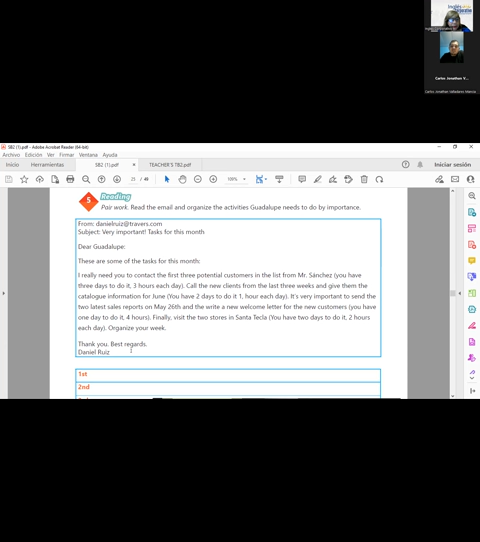 Inglés
Carlos Jonathan V...
Carlos Jonathan Valladares Mancia
SB2 (1).pdf - Adobe Acrobat Reader (64-bit)
Archivo Edición Ver Firmar Ventana Ayuda
Inicio Herramientas SB2 (1).pdf × TEACHER'S TB2.pdf Iniciar sesión
25 / 48 100%
5 Reading
Pair work. Read the email and organize the activities Guadalupe needs to do by importance.
From: danielruiz@travers.com
Subject: Very important! Tasks for this month
Dear Guadalupe:
These are some of the tasks for this month:
I really need you to contact the first three potential customers in the list from Mr. Sánchez (you have
three days to do it, 3 hours each day). Call the new clients from the last three weeks and give them the
catalogue information for June (You have 2 days to do it 1, hour each day). It's very important to send the
two latest sales reports on May 26th and the write a new welcome letter for the new customers (you have
one day to do it, 4 hours). Finally, visit the two stores in Santa Tecla (You have two days to do it, 2 hours
each day), Organize your week.
Thank you. Best regards.
Daniel Ruiz
1st
2nd